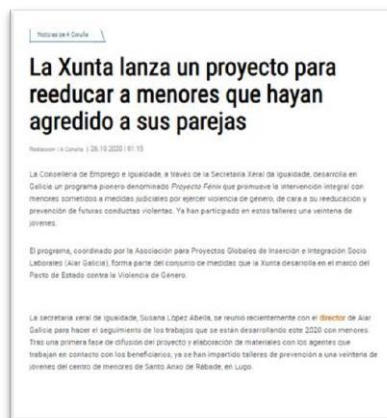 Noticias de A Coruña
La Xunta lanza un proyecto para
reeducar a menores que hayan
agredido a sus parejas
Redacción | A Coruña | 26.10.2020 | 01:15
La Conselleria de Emprego e Igualdade, a través de la Secretaría Xeral da Igualdade, desarrolla en
Galicia un programa pionero denominado Proyecto Fénix que promueve la intervención integral con
menores sometidos a medidas judiciales por ejercer violencia de género, de cara a su reeducación y
prevención de futuras conductas violentas. Ya han participado en estos talleres una veintena de
jóvenes.
El programa, coordinado por la Asociación para Proyectos Globales de Inserción e Integración Socio
Laborales (Alar Galicia), forma parte del conjunto de medidas que la Xunta desarrolla en el marco del
Pacto de Estado contra la Violencia de Género.
La secretaria xeral de Igualdade, Susana López Abella, se reunió recientemente con el director de Alar
Galicia para hacer el seguimiento de los trabajos que se están desarrollando este 2020 con menores.
Tras una primera fase de difusión del proyecto y elaboración de materiales con los agentes que
trabajan en contacto con los beneficiarios, ya se han impartido talleres de prevención a una veintena de
jóvenes del centro de menores de Santo Anxo de Rábade, en Lugo.